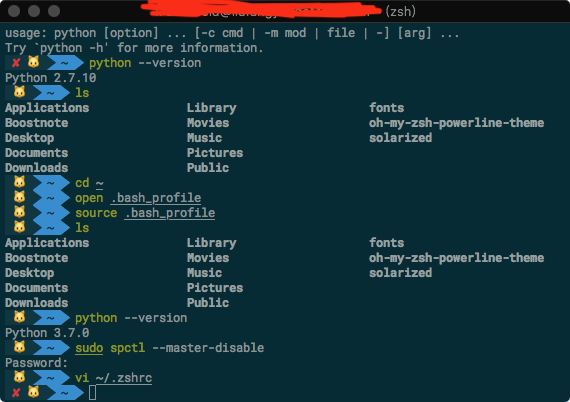 (zsh)
usage: python [option] ... [-c cmd | -m mod | file | -] [arg] ...
Try `python -h' for more information.
✘ 🐱 ~ python --version
Python 2.7.10
🐱 ~ ls
Applications Library fonts
Boostnote Movies oh-my-zsh-powerline-theme
Desktop Music solarized
Documents Pictures
Downloads Public
🐱 ~ cd ~
🐱 ~ open .bash_profile
🐱 ~ source .bash_profile
🐱 ~ ls
Applications Library fonts
Boostnote Movies oh-my-zsh-powerline-theme
Desktop Music solarized
Documents Pictures
Downloads Public
🐱 ~ python --version
Python 3.7.0
🐱 ~ sudo spctl --master-disable
Password:
🐱 ~ vi ~/.zshrc
✘ 🐱 ~